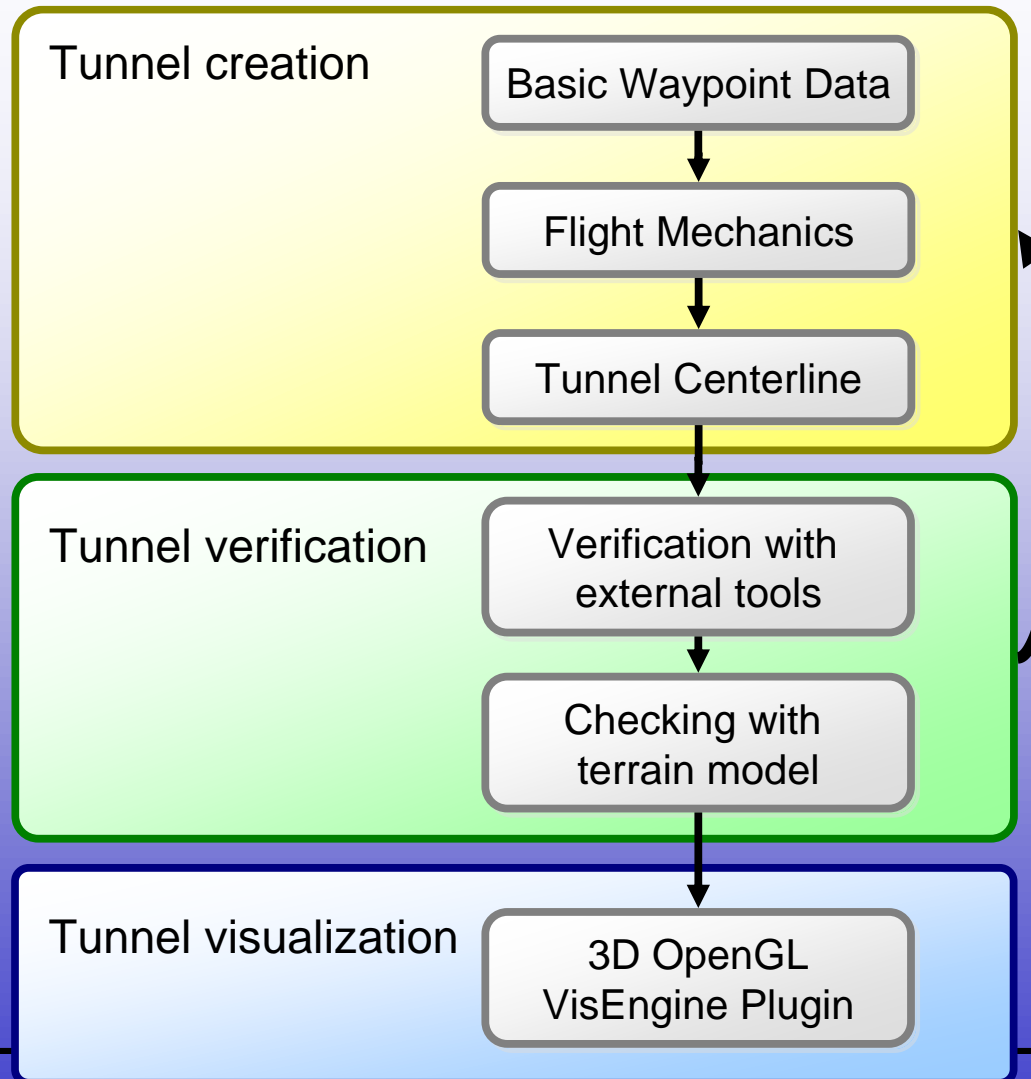 Tunnel creation
Basic Waypoint Data
Flight Mechanics
Tunnel Centerline
Tunnel verification
Verification with
external tools
Checking with
terrain model
Tunnel visualization
3D OpenGL
VisEngine Plugin